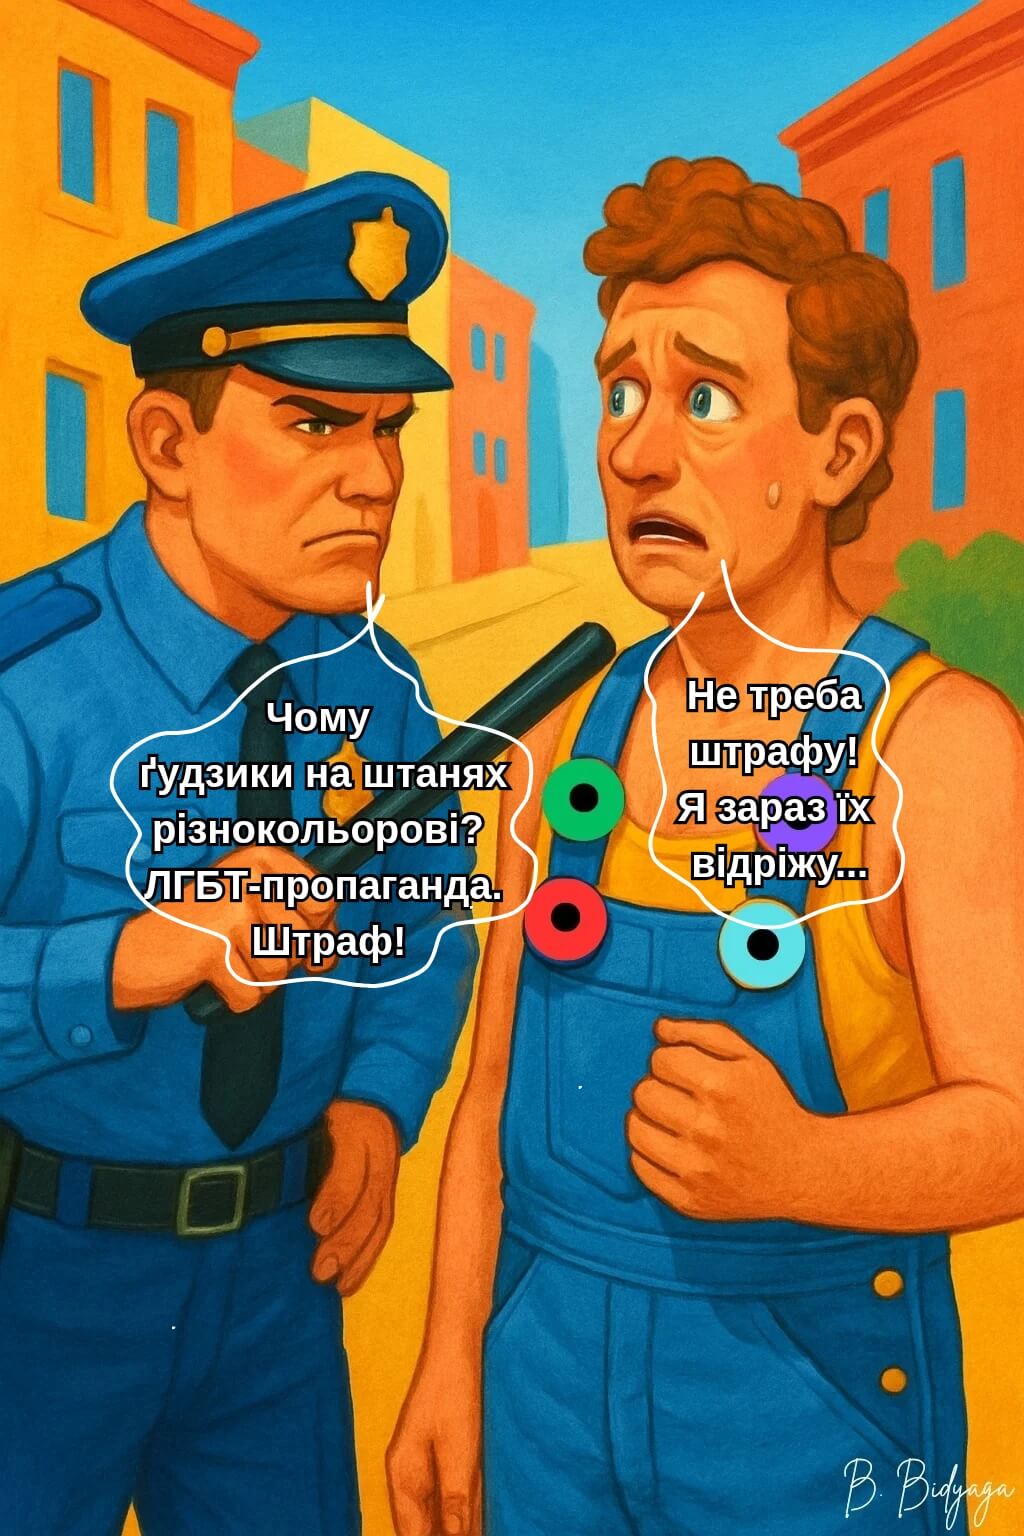 Чому
ґудзики на штанях
різнокольорові?
ЛГБТ-пропаганда.
Штраф!
Не треба
штрафу!
Я зараз їх
відріжу...
B. Bidyaga